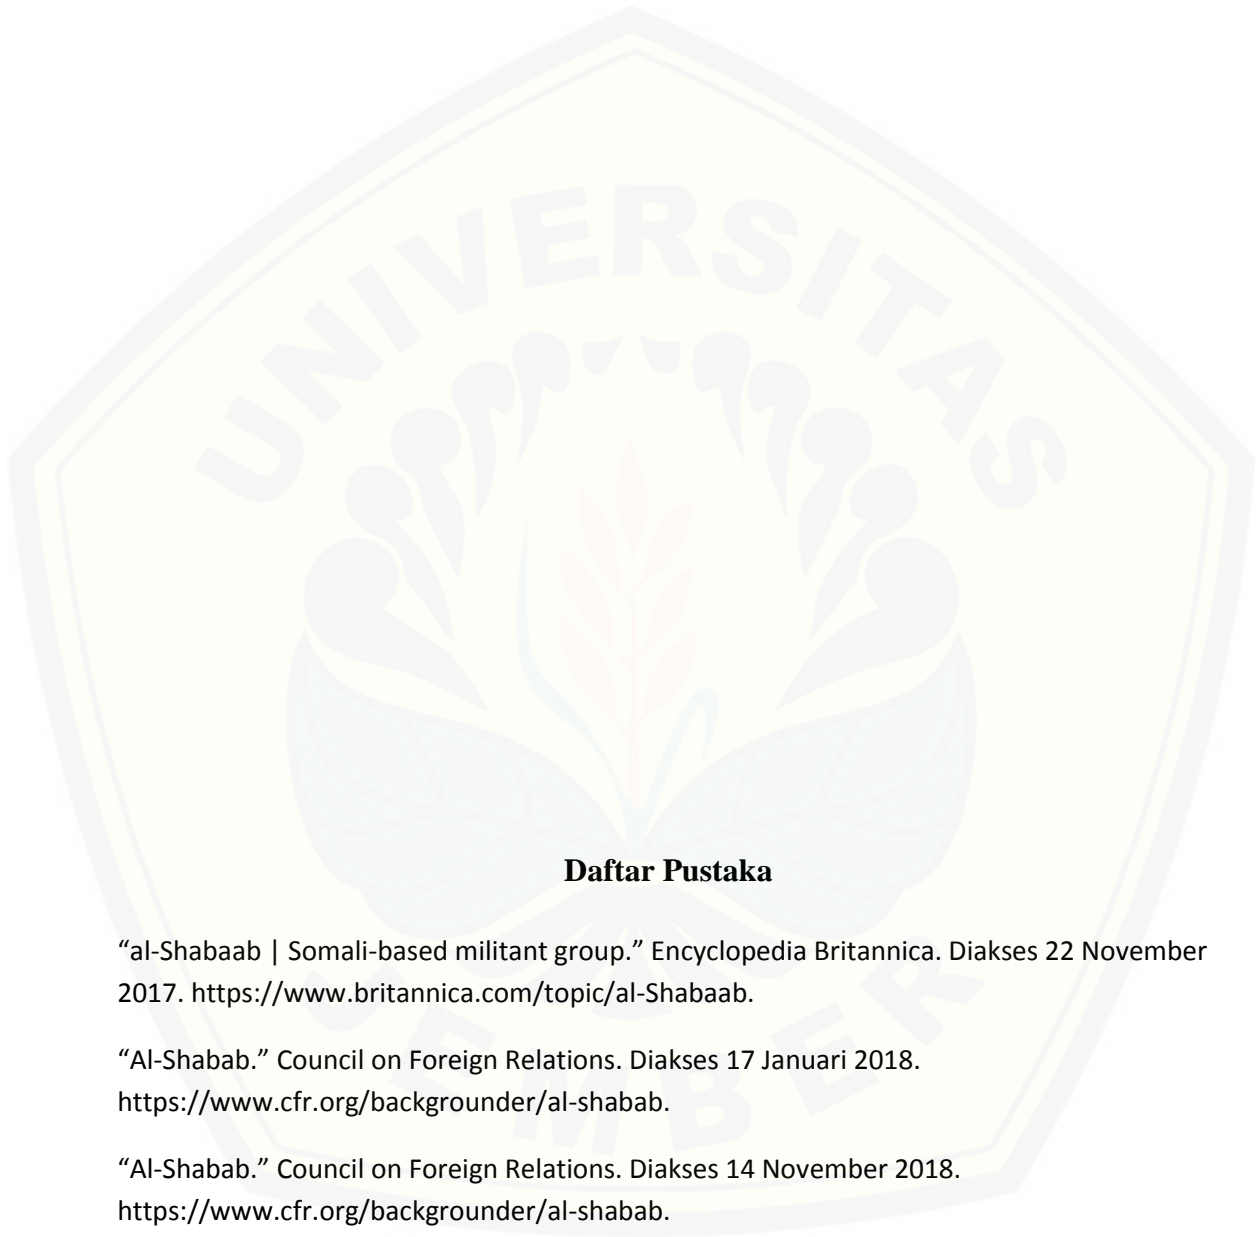 UNIVERSITAS
Daftar Pustaka
“al-Shabaab | Somali-based militant group.” Encyclopedia Britannica. Diakses 22 November
2017. https://www.britannica.com/topic/al-Shabaab.
“Al-Shabab.” Council on Foreign Relations. Diakses 17 Januari 2018.
https://www.cfr.org/backgrounder/al-shabab.
“Al-Shabab.” Council on Foreign Relations. Diakses 14 November 2018.
https://www.cfr.org/backgrounder/al-shabab.
JEMBER